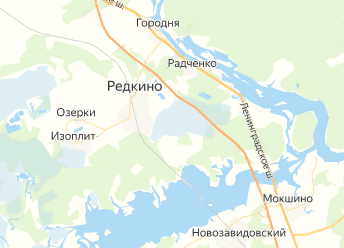 е ш.
Городня
Радченко
Редкино
Озерки
Изоплит
Ленинградское ш.
Мокшино
Новозавидовский